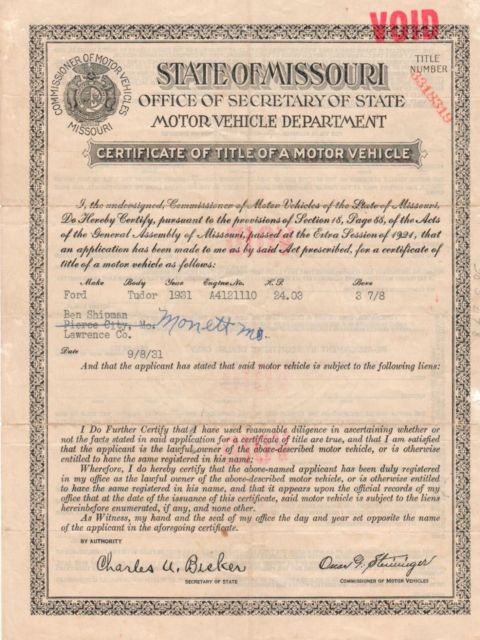 VOID
COMMISSIONER OF MOTOR VEHICLES
MISSOURI
STATE OF MISSOURI
OFFICE OF SECRETARY OF STATE
MOTOR VEHICLE DEPARTMENT
TITLE
NUMBER
CERTIFICATE OF TITLE OF A MOTOR VEHICLE
I, the undersigned, Commissioner of Motor Vehicles of the State of Missouri,
Do Hereby Certify, pursuant to the provisions of Section 18, Page 88, of the Acts
of the General Assembly of Missouri, passed at the Extra Session of 1921, that
an application has been made to me as by said Act prescribed, for a certificate of
title of a motor vehicle as follows:
Make Body Year Engine No. H.P. Bore
Ford Tudor 1931 A4121110 24.03 3 7/8
Ben Shipman
Pierce City, Mo. Monett Mo.
Lawrence Co.
Date 9/8/31
And that the applicant has stated that said motor vehicle is subject to the following liens:
I Do Further Certify that I have used reasonable diligence in ascertaining whether or
not the facts stated in said application for a certificate of title are true, and that I am satisfied
that the applicant is the lawful owner of the above-described motor vehicle, or is otherwise
entitled to have the same registered in his name;
Wherefore, I do hereby certify that the above-named applicant has been duly registered
in my office as the lawful owner of the above-described motor vehicle, or is otherwise entitled
to have the same registered in his name, and that it appears upon the official records of my
office that at the date of the issuance of this certificate, said motor vehicle is subject to the liens
hereinbefore enumerated, if any, and none other.
As Witness, my hand and the seal of my office the day and year set opposite the name
of the applicant in the aforegoing certificate.
BY AUTHORITY
Charles U. Becker
SECRETARY OF STATE
COMMISSIONER OF MOTOR VEHICLES